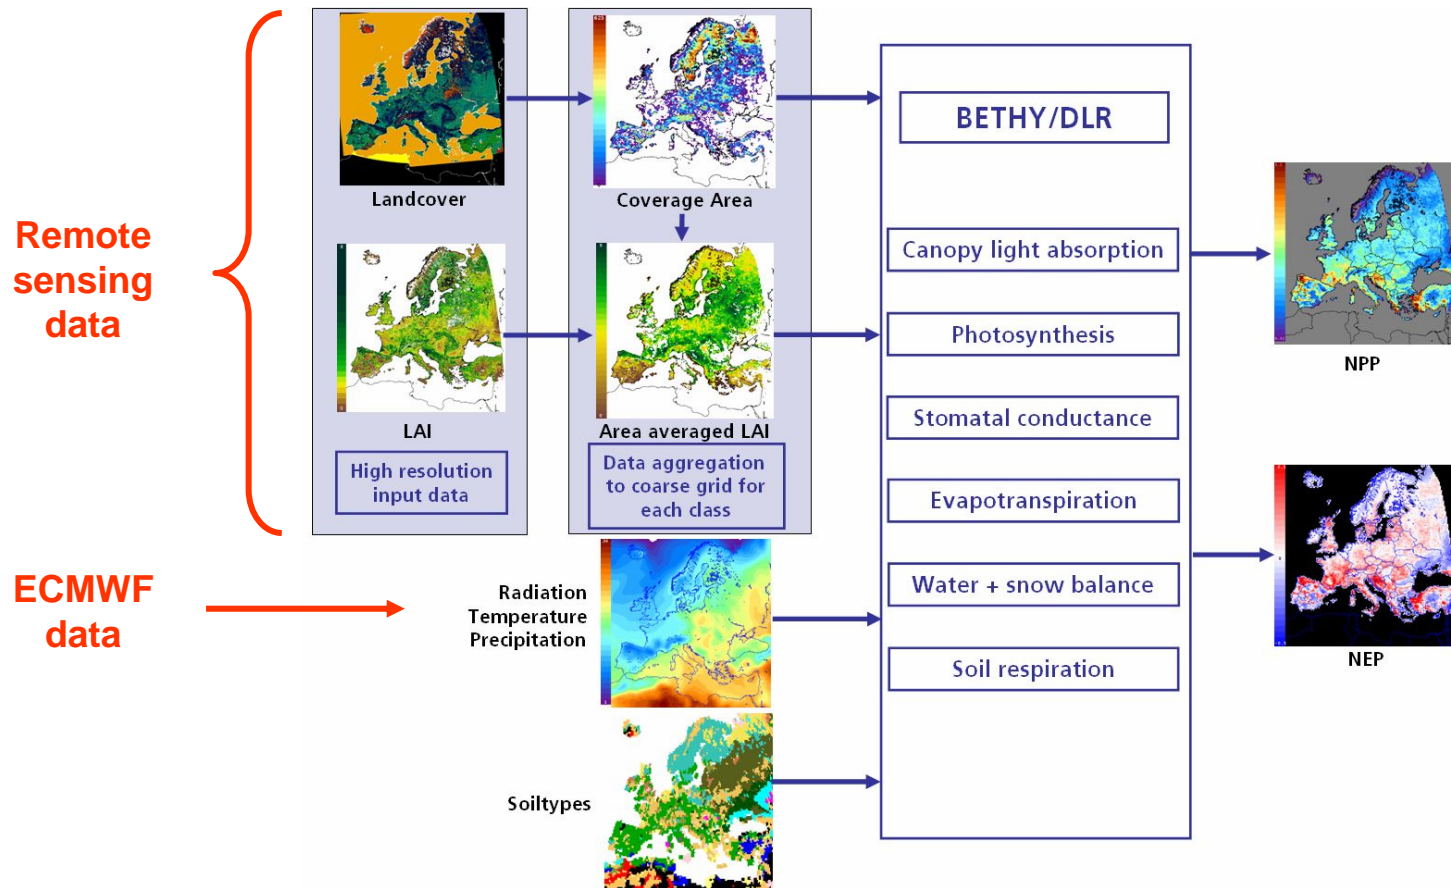 Remote
sensing
data
ECMWF
data
Landcover
LAI
High resolution
input data
Coverage Area
Area averaged LAI
Data aggregation
to coarse grid for
each class
Radiation
Temperature
Precipitation
Soiltypes
BETHY/DLR
Canopy light absorption
Photosynthesis
Stomatal conductance
Evapotranspiration
Water + snow balance
Soil respiration
NPP
NEP